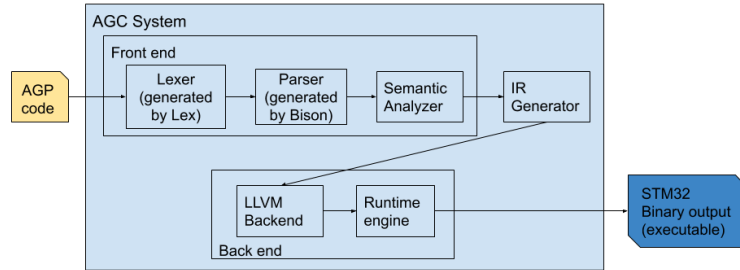 AGC System
Front end
AGP
code
Lexer
(generated
by Lex)
Parser
(generated
by Bison)
Semantic
Analyzer
IR
Generator
LLVM
Backend
Runtime
engine
Back end
STM32
Binary output
(executable)